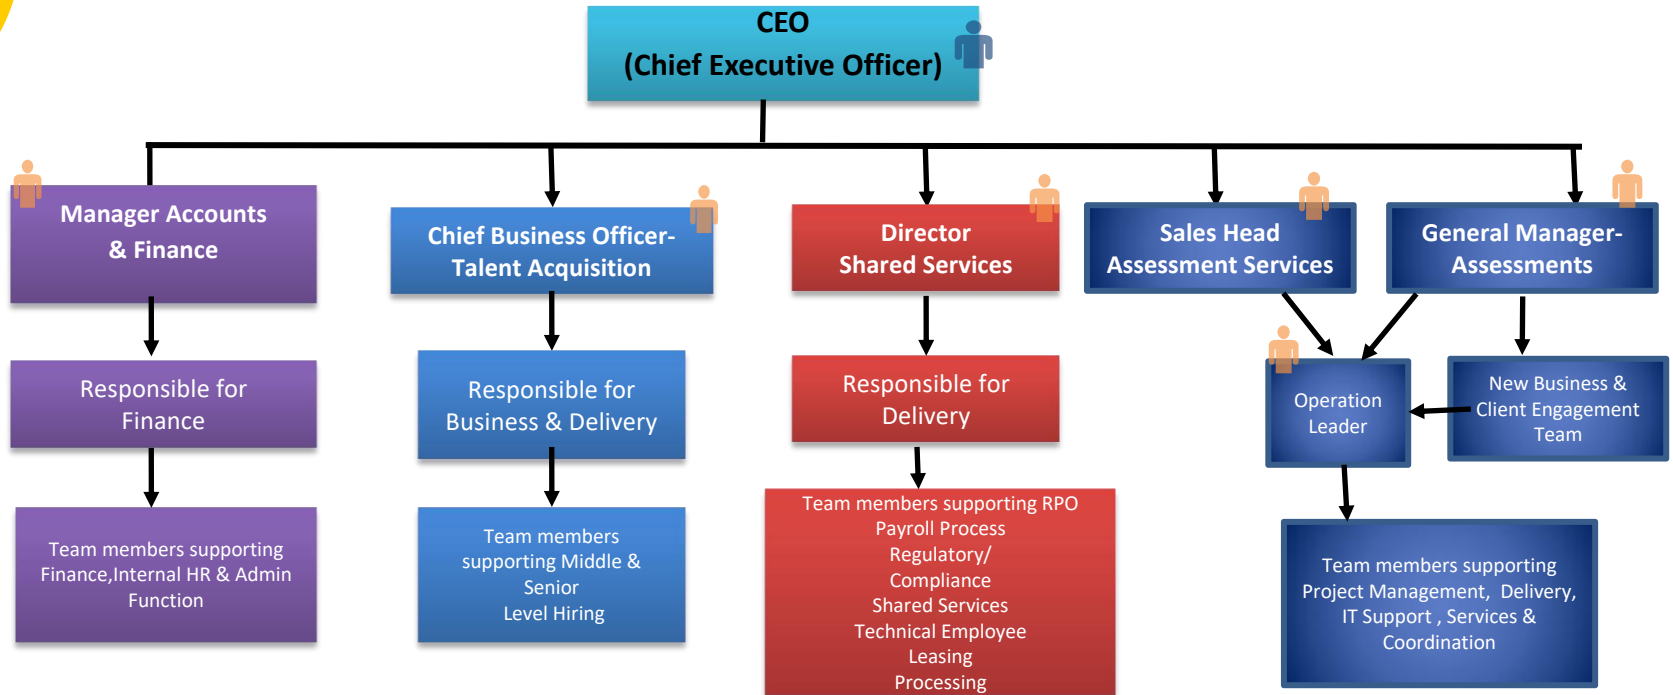 CEO
(Chief Executive Officer)
Manager Accounts
& Finance
Chief Business Officer-
Talent Acquisition
Director
Shared Services
Sales Head
Assessment Services
General Manager-
Assessments
Responsible for
Finance
Responsible for
Business & Delivery
Responsible for
Delivery
Operation
Leader
New Business &
Client Engagement
Team
Team members supporting
Finance,Internal HR & Admin
Function
Team members
supporting Middle &
Senior
Level Hiring
Team members supporting RPO
Payroll Process
Regulatory/
Compliance
Shared Services
Technical Employee
Leasing
Processing
Team members supporting
Project Management, Delivery,
IT Support , Services &
Coordination